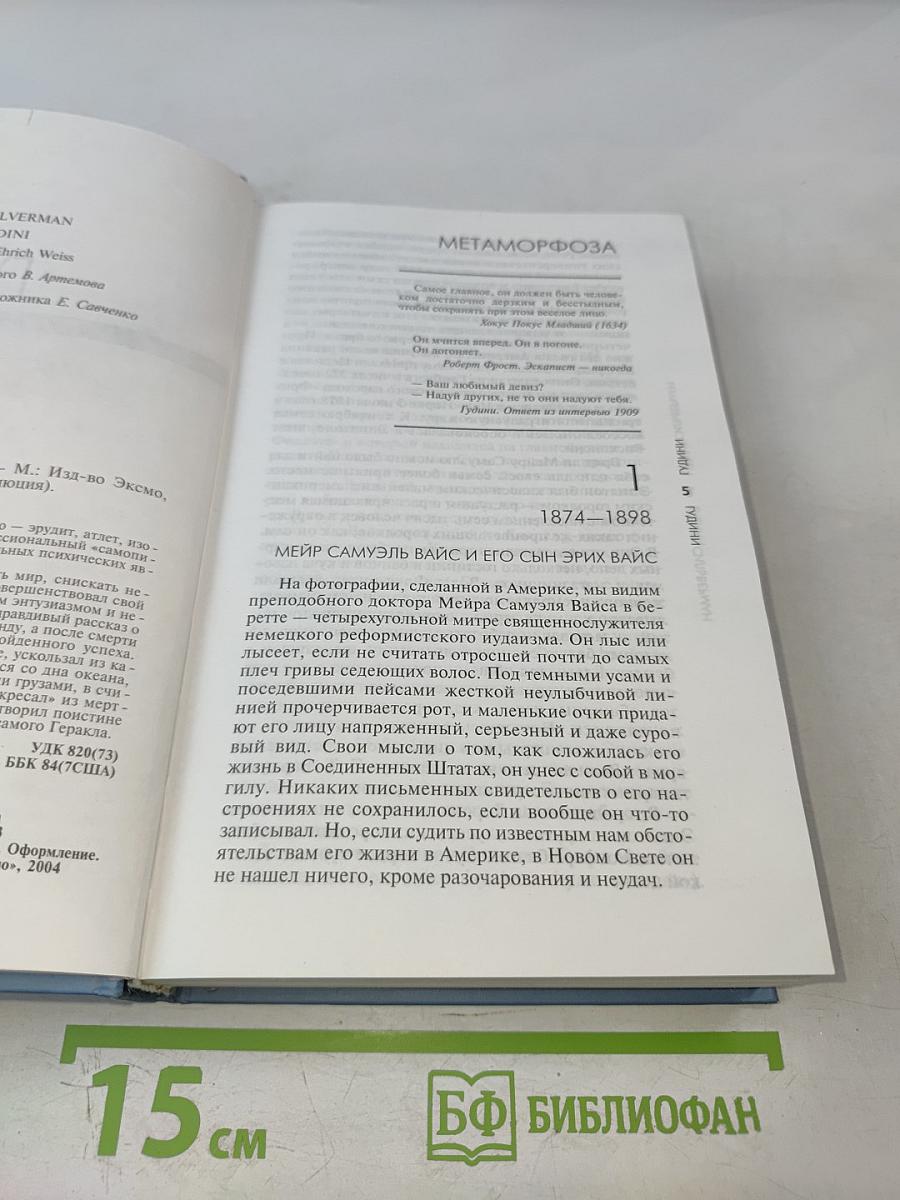 LVERMAN
DINI
Ehrich Weiss
ого В. Артемова
ожника Е. Савченко
– М.: Изд-во Эксмо,
люция).
о — эрудит, атлет, изо-
ссиональный «самопи-
льных психических яв-
ть мир, снискать не-
овершенствовал свой
м энтузиазмом и не-
равдивый рассказ о
нду, а после смерти
ойденного успеха.
е, ускользал из ка-
ся со дна океана,
и грузами, в счи-
кресал» из мерт-
творил поистине
самого Геракла.
УДК 820(73)
ББК 84(7США)
Оформление.
о», 2004
МЕТАМОРФОЗА
Самое главное, он должен быть челове-
ком достаточно дерзким и бесстыдным,
чтобы сохранять при этом веселое лицо.
Хокус Покус Младший (1634)
Он мчится вперед. Он в погоне.
Он догоняет.
Роберт Фрост. Эскапист — никогда
— Ваш любимый девиз?
— Надуй других, не то они надуют тебя.
Гудини. Ответ из интервью 1909
1
1874—1898
МЕЙР САМУЭЛЬ ВАЙС И ЕГО СЫН ЭРИХ ВАЙС
На фотографии, сделанной в Америке, мы видим
преподобного доктора Мейра Самуэля Вайса в бе-
ретте — четырехугольной митре священнослужителя
немецкого реформистского иудаизма. Он лыс или
лысеет, если не считать отросшей почти до самых
плеч гривы седеющих волос. Под темными усами и
поседевшими пейсами жесткой неулыбчивой ли-
нией прочерчивается рот, и маленькие очки прида-
ют его лицу напряженный, серьезный и даже суро-
вый вид. Свои мысли о том, как сложилась его
жизнь в Соединенных Штатах, он унес с собой в мо-
гилу. Никаких письменных свидетельств о его на-
строениях не сохранилось, если вообще он что-то
записывал. Но, если судить по известным нам обсто-
ятельствам его жизни в Америке, в Новом Свете он
не нашел ничего, кроме разочарования и неудач.
ГУДИНИ
5
ГУДИНИ
15 см
БФ БИБЛИОФАН